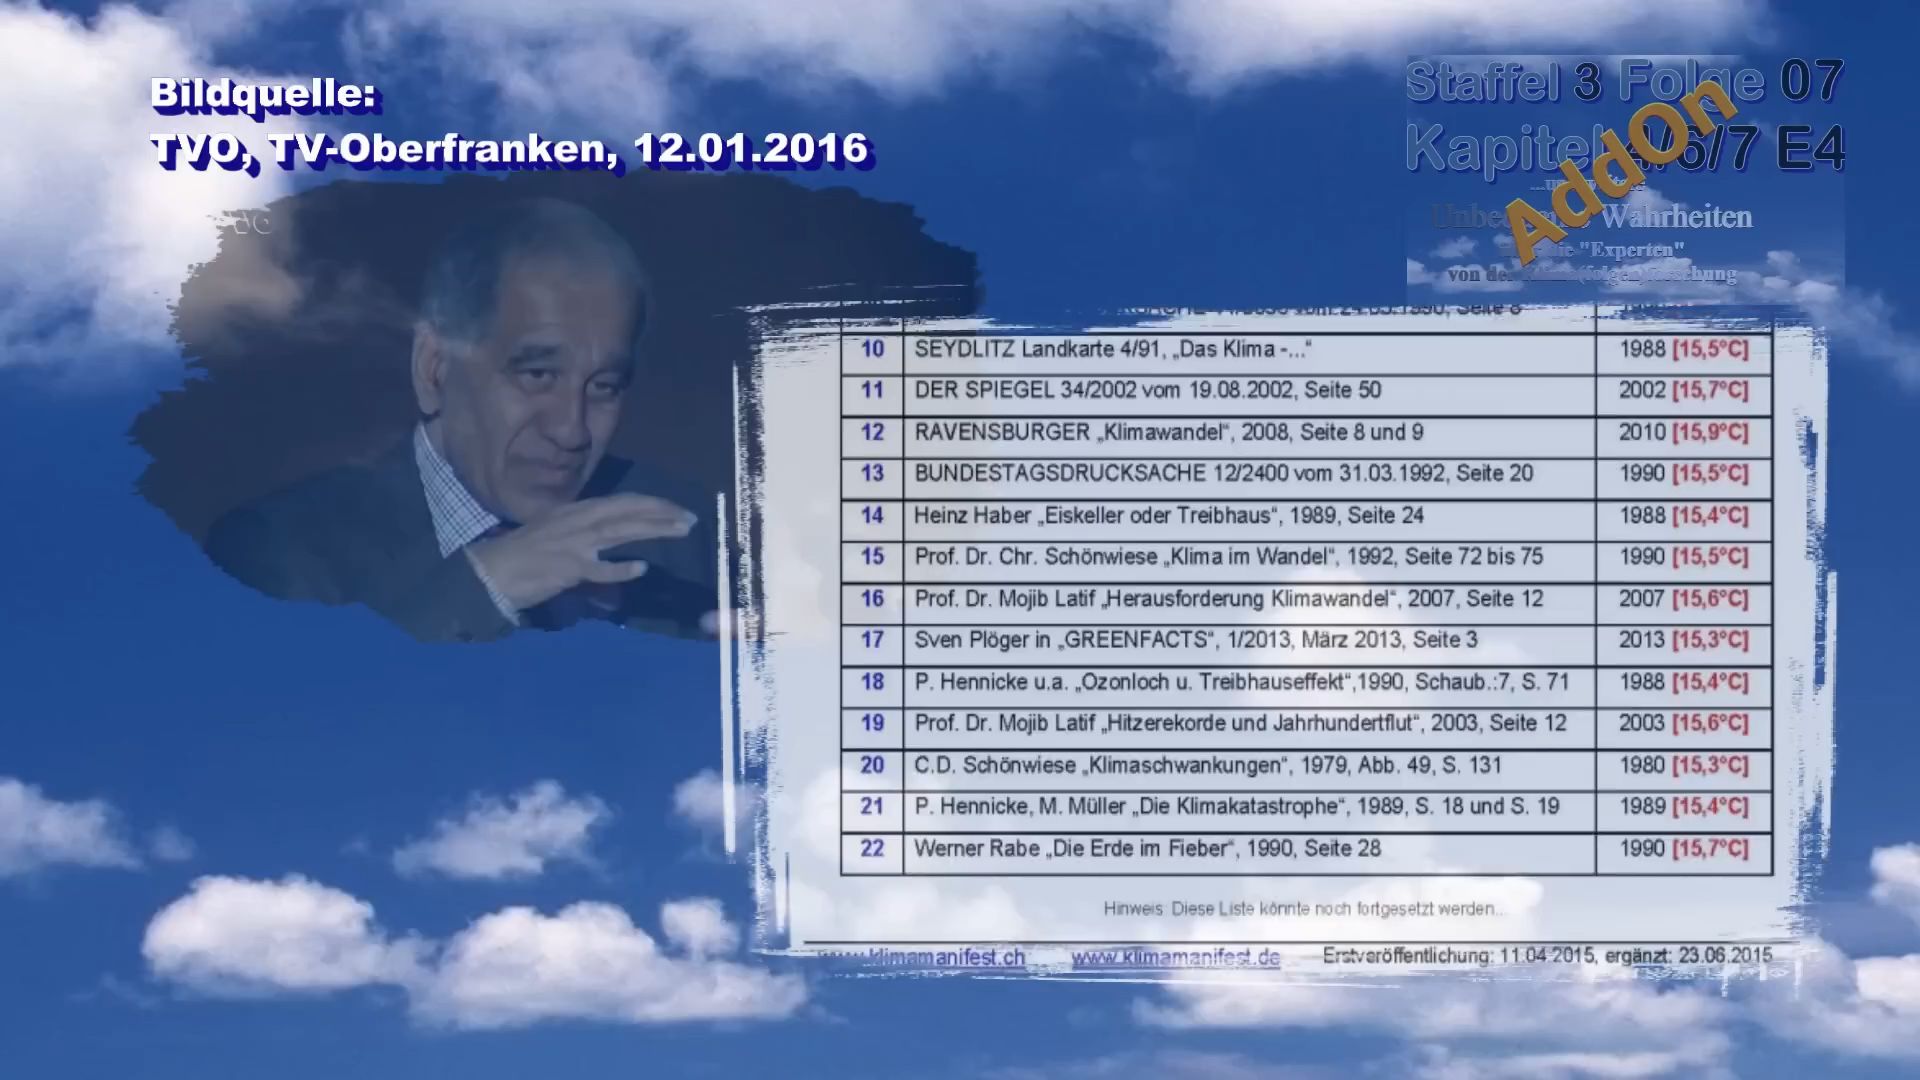 Bildquelle:
TVO, TV-Oberfranken, 12.01.2016
Staffel 3 Folge 07
Kapitel 4/6/7 E4
AddOn
Wahrheiten
"Experten"
10 SEYDLITZ Landkarte 4/91, „Das Klima -...“ 1988 [15,5°C]
11 DER SPIEGEL 34/2002 vom 19.08.2002, Seite 50 2002 [15,7°C]
12 RAVENSBURGER „Klimawandel“, 2008, Seite 8 und 9 2010 [15,9°C]
13 BUNDESTAGSDRUCKSACHE 12/2400 vom 31.03.1992, Seite 20 1990 [15,5°C]
14 Heinz Haber „Eiskeller oder Treibhaus“, 1989, Seite 24 1988 [15,4°C]
15 Prof. Dr. Chr. Schönwiese „Klima im Wandel“, 1992, Seite 72 bis 75 1990 [15,5°C]
16 Prof. Dr. Mojib Latif „Herausforderung Klimawandel“, 2007, Seite 12 2007 [15,6°C]
17 Sven Plöger in „GREENFACTS“, 1/2013, März 2013, Seite 3 2013 [15,3°C]
18 P. Hennicke u.a. „Ozonloch u. Treibhauseffekt“,1990, Schaub.:7, S. 71 1988 [15,4°C]
19 Prof. Dr. Mojib Latif „Hitzerekorde und Jahrhundertflut“, 2003, Seite 12 2003 [15,6°C]
20 C.D. Schönwiese „Klimaschwankungen“, 1979, Abb. 49, S. 131 1980 [15,3°C]
21 P. Hennicke, M. Müller „Die Klimakatastrophe“, 1989, S. 18 und S. 19 1989 [15,4°C]
22 Werner Rabe „Die Erde im Fieber“, 1990, Seite 28 1990 [15,7°C]
Hinweis: Diese Liste könnte noch fortgesetzt werden...
www.klimamanifest.ch www.klimamanifest.de Erstveröffentlichung: 11.04.2015, ergänzt: 23.06.2015